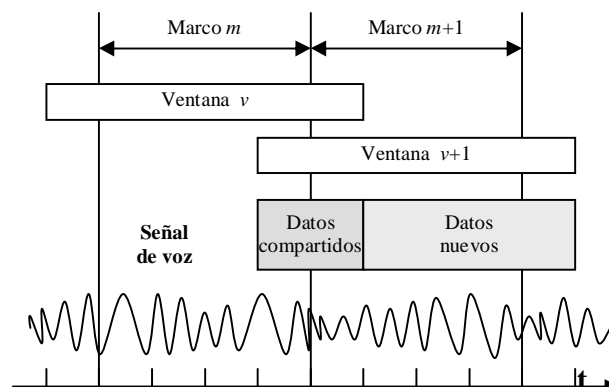 Marco m
Marco m+1
Ventana v
Ventana v+1
Señal
de voz
Datos
compartidos
Datos
nuevos
t